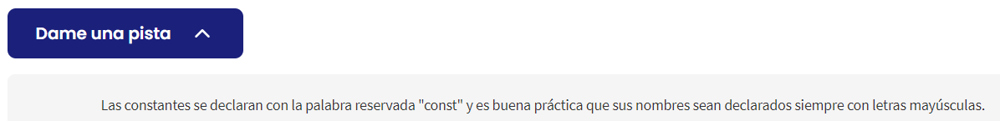 Dame una pista
Las constantes se declaran con la palabra reservada "const" y es buena práctica que sus nombres sean declarados siempre con letras mayúsculas.